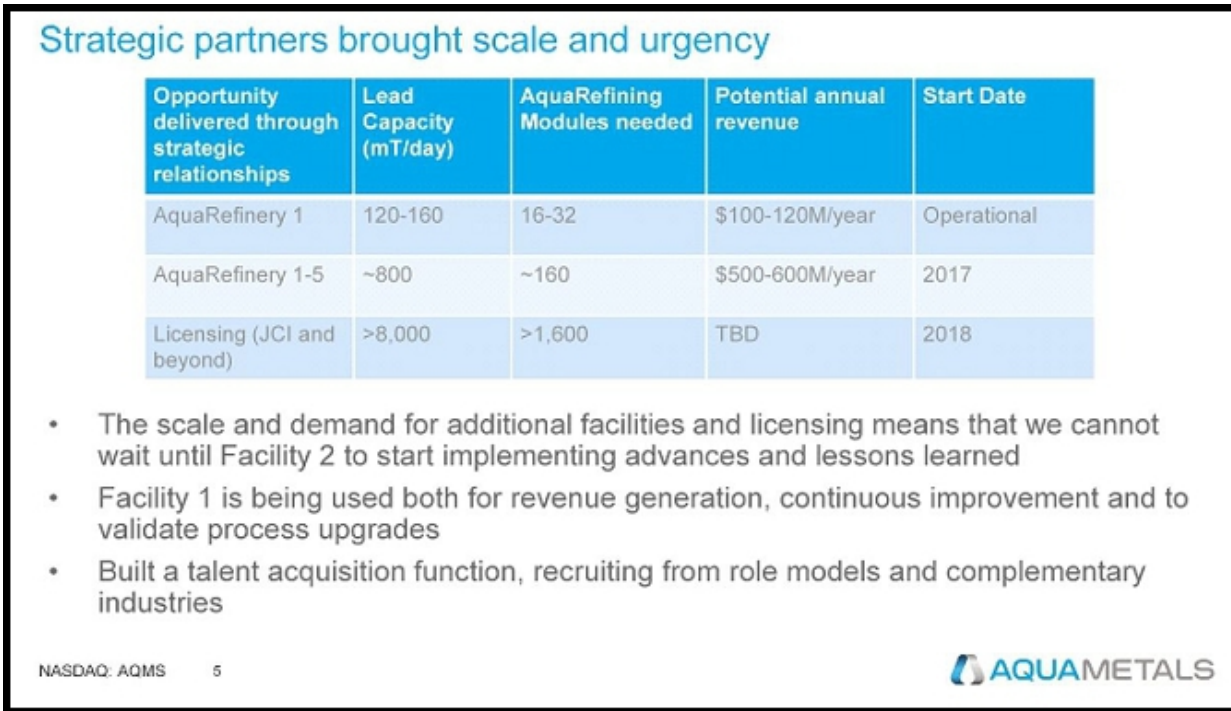 Strategic partners brought scale and urgency
Opportunity delivered through strategic relationships
Lead Capacity (mT/day)
AquaRefining Modules needed
Potential annual revenue
Start Date
AquaRefinery 1
120-160
16-32
$100-120M/year
Operational
AquaRefinery 1-5
~800
~160
$500-600M/year
2017
Licensing (JCI and beyond)
>8,000
>1,600
TBD
2018
• The scale and demand for additional facilities and licensing means that we cannot
wait until Facility 2 to start implementing advances and lessons learned
• Facility 1 is being used both for revenue generation, continuous improvement and to
validate process upgrades
• Built a talent acquisition function, recruiting from role models and complementary
industries
NASDAQ: AQMS 5
AQUAMETALS